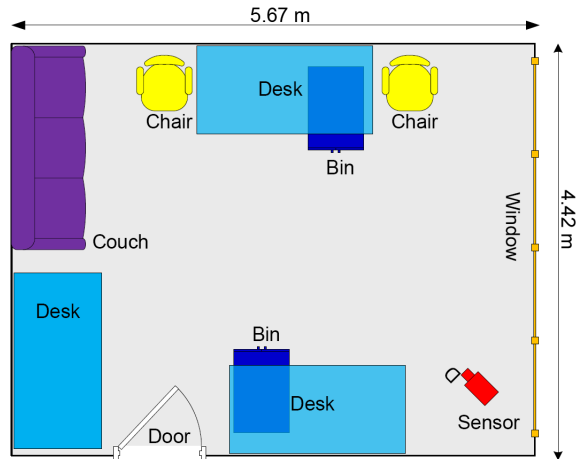 5.67 m
Desk
Chair
Chair
Bin
Window
4.42 m
Couch
Desk
Bin
Desk
Door
Sensor